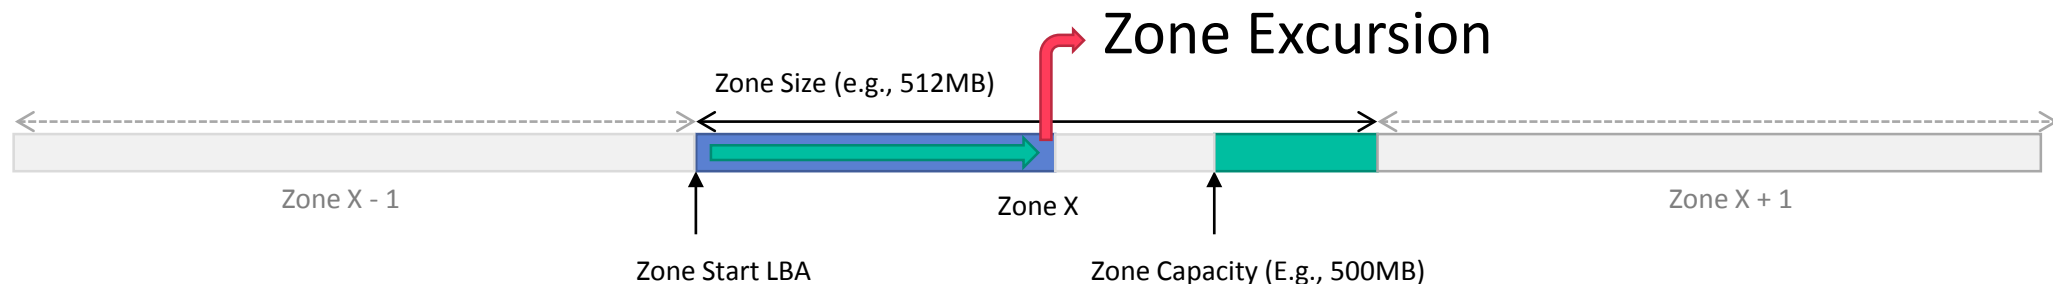 Zone Excursion
Zone Size (e.g., 512MB)
Zone X - 1
Zone X
Zone X + 1
Zone Start LBA
Zone Capacity (E.g., 500MB)